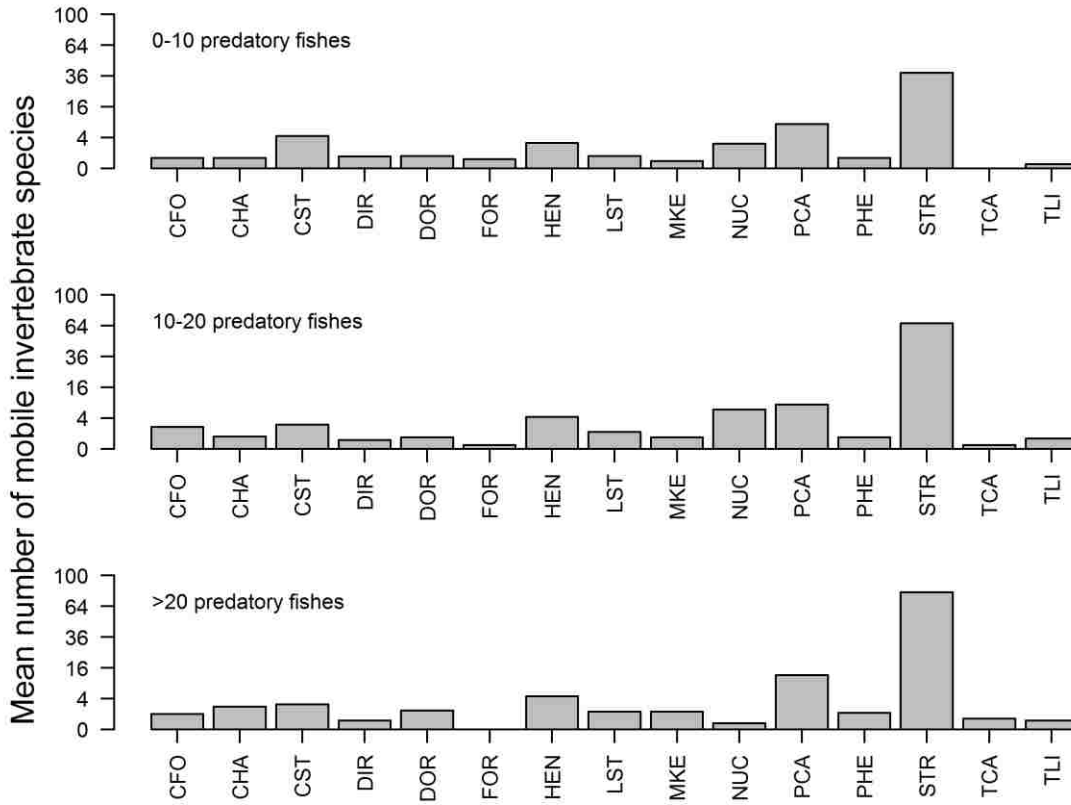 Mean number of mobile invertebrate species
0-10 predatory fishes
100
64
36
16
4
0
CFO CHA CST DIR DOR FOR HEN LST MKE NUC PCA PHE STR TCA TLI
10-20 predatory fishes
100
64
36
16
4
0
CFO CHA CST DIR DOR FOR HEN LST MKE NUC PCA PHE STR TCA TLI
>20 predatory fishes
100
64
36
16
4
0
CFO CHA CST DIR DOR FOR HEN LST MKE NUC PCA PHE STR TCA TLI